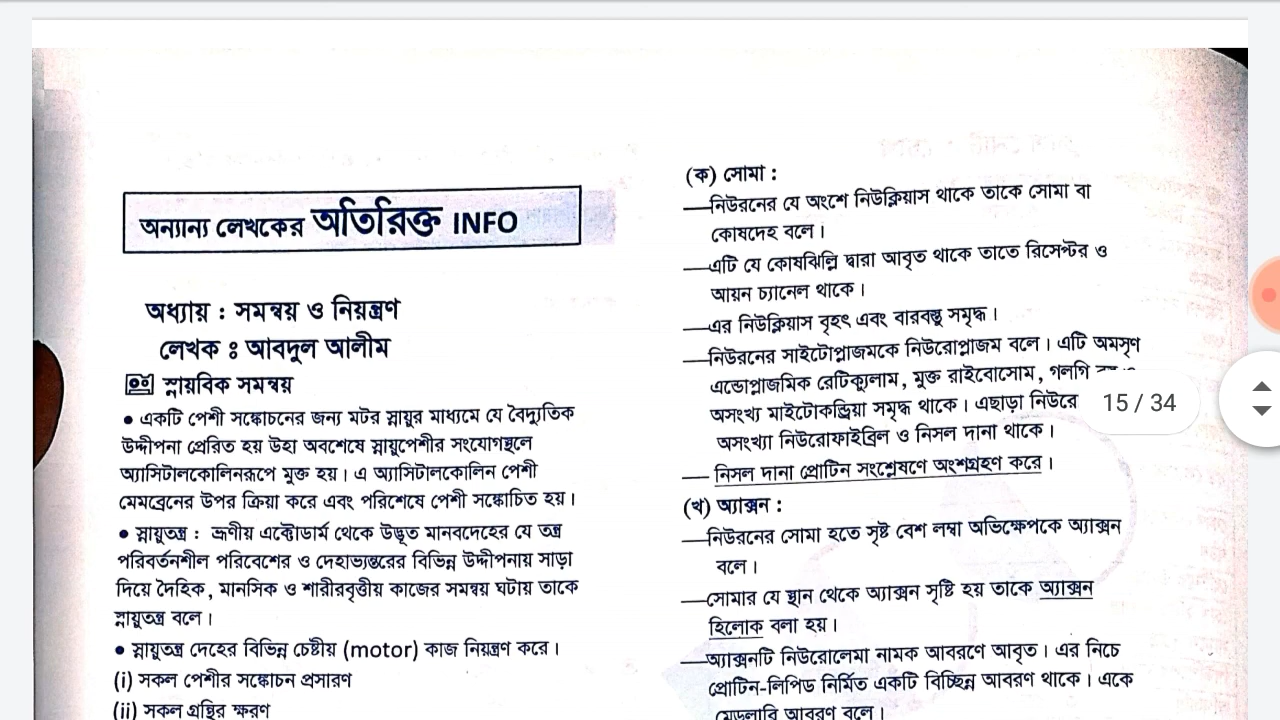 অন্যান্য লেখকের অতিরিক্ত INFO
অধ্যায় : সমন্বয় ও নিয়ন্ত্রণ
লেখক ঃ আবদুল আলীম
স্নায়বিক সমন্বয়
• একটি পেশী সঙ্কোচনের জন্য মটর স্নায়ুর মাধ্যমে যে বৈদ্যুতিক
উদ্দীপনা প্রেরিত হয় উহা অবশেষে স্নায়ুপেশীর সংযোগস্থলে
অ্যাসিটালকোলিনরূপে মুক্ত হয়। এ অ্যাসিটালকোলিন পেশী
মেমব্রেনের উপর ক্রিয়া করে এবং পরিশেষে পেশী সঙ্কোচিত হয়।
• স্নায়ুতন্ত্র : ভ্রূণীয় এক্টোডার্ম থেকে উদ্ভূত মানবদেহের যে তন্ত্র
পরিবর্তনশীল পরিবেশের ও দেহাভ্যন্তরের বিভিন্ন উদ্দীপনায় সাড়া
দিয়ে দৈহিক, মানসিক ও শারীরবৃত্তীয় কাজের সমন্বয় ঘটায় তাকে
স্নায়ুতন্ত্র বলে।
• স্নায়ুতন্ত্র দেহের বিভিন্ন চেষ্টীয় (motor) কাজ নিয়ন্ত্রণ করে।
(i) সকল পেশীর সঙ্কোচন প্রসারণ
(ii) সকল গ্রন্থির ক্ষরণ
(ক) সোমা :
—নিউরনের যে অংশে নিউক্লিয়াস থাকে তাকে সোমা বা
কোষদেহ বলে।
—এটি যে কোষঝিল্লি দ্বারা আবৃত থাকে তাতে রিসেপ্টর ও
আয়ন চ্যানেল থাকে।
—এর নিউক্লিয়াস বৃহৎ এবং বারবস্তু সমৃদ্ধ।
—নিউরনের সাইটোপ্লাজমকে নিউরোপ্লাজম বলে। এটি অমসৃণ
এন্ডোপ্লাজমিক রেটিক্যুলাম, মুক্ত রাইবোসোম, গলগি
অসংখ্য মাইটোকন্ড্রিয়া সমৃদ্ধ থাকে। এছাড়া নিউরে
অসংখ্যা নিউরোফাইব্রিল ও নিসল দানা থাকে।
— নিসল দানা প্রোটিন সংশ্লেষণে অংশগ্রহণ করে।
(খ) অ্যাক্সন :
—নিউরনের সোমা হতে সৃষ্ট বেশ লম্বা অভিক্ষেপকে অ্যাক্সন
বলে।
—সোমার যে স্থান থেকে অ্যাক্সন সৃষ্টি হয় তাকে অ্যাক্সন
হিলোক বলা হয়।
—অ্যাক্সনটি নিউরোলেমা নামক আবরণে আবৃত। এর নিচে
প্রোটিন-লিপিড নির্মিত একটি বিচ্ছিন্ন আবরণ থাকে। একে
মেডুলারি আবরণ বলে।
15 / 34